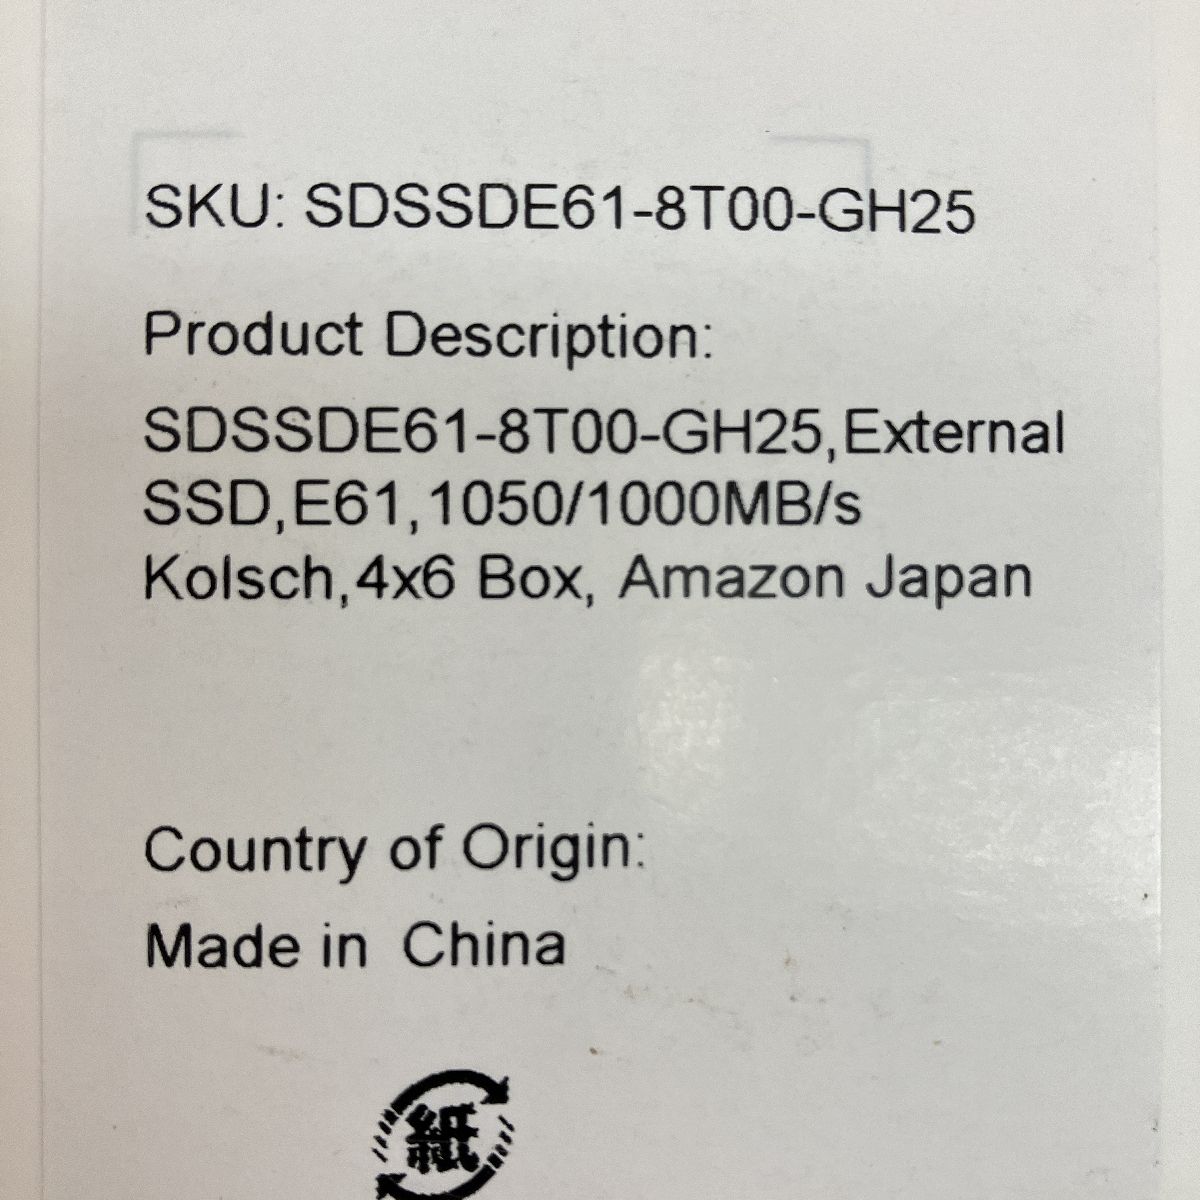 SKU: SDSSDE61-8T00-GH25
Product Description:
SDSSDE61-8T00-GH25,External
SSD,E61,1050/1000MB/s
Kolsch,4x6 Box, Amazon Japan
Country of Origin:
Made in China
紙